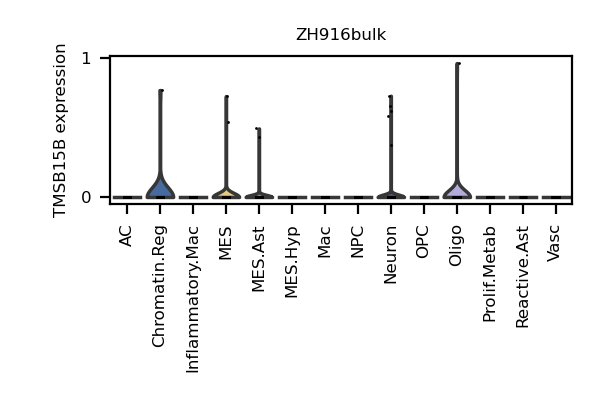 ZH916bulk
TMSB15B expression
1
0
AC
Chromatin.Reg
Inflammatory.Mac
MES
MES.Ast
MES.Hyp
Mac
NPC
Neuron
OPC
Oligo
Prolif.Metab
Reactive.Ast
Vasc